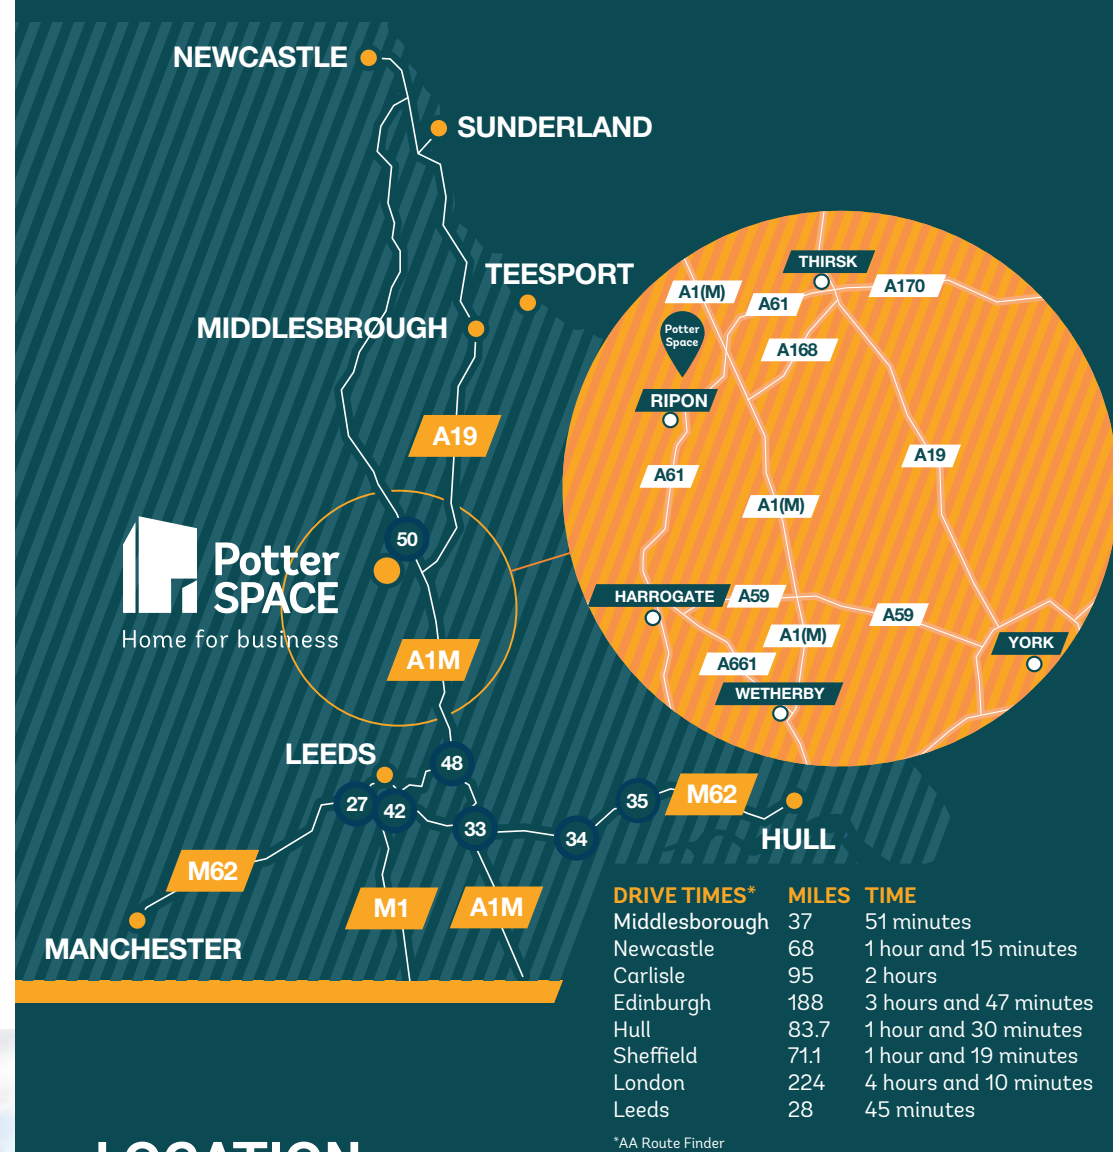 NEWCASTLE
SUNDERLAND
TEESPORT
MIDDLESBROUGH
A19
50
Potter
SPACE
Home for business
A1M
LEEDS
48
27
42
33
34
35
M62
HULL
M62
M1
A1M
MANCHESTER
THIRSK
A1(M)
A61
A170
Potter
Space
A168
RIPON
A61
A19
A1(M)
HARROGATE
A59
A59
A1(M)
YORK
A661
WETHERBY
DRIVE TIMES* MILES TIME
Middlesborough 37 51 minutes
Newcastle 68 1 hour and 15 minutes
Carlisle 95 2 hours
Edinburgh 188 3 hours and 47 minutes
Hull 83.7 1 hour and 30 minutes
Sheffield 71.1 1 hour and 19 minutes
London 224 4 hours and 10 minutes
Leeds 28 45 minutes
*AA Route Finder
LOCATION